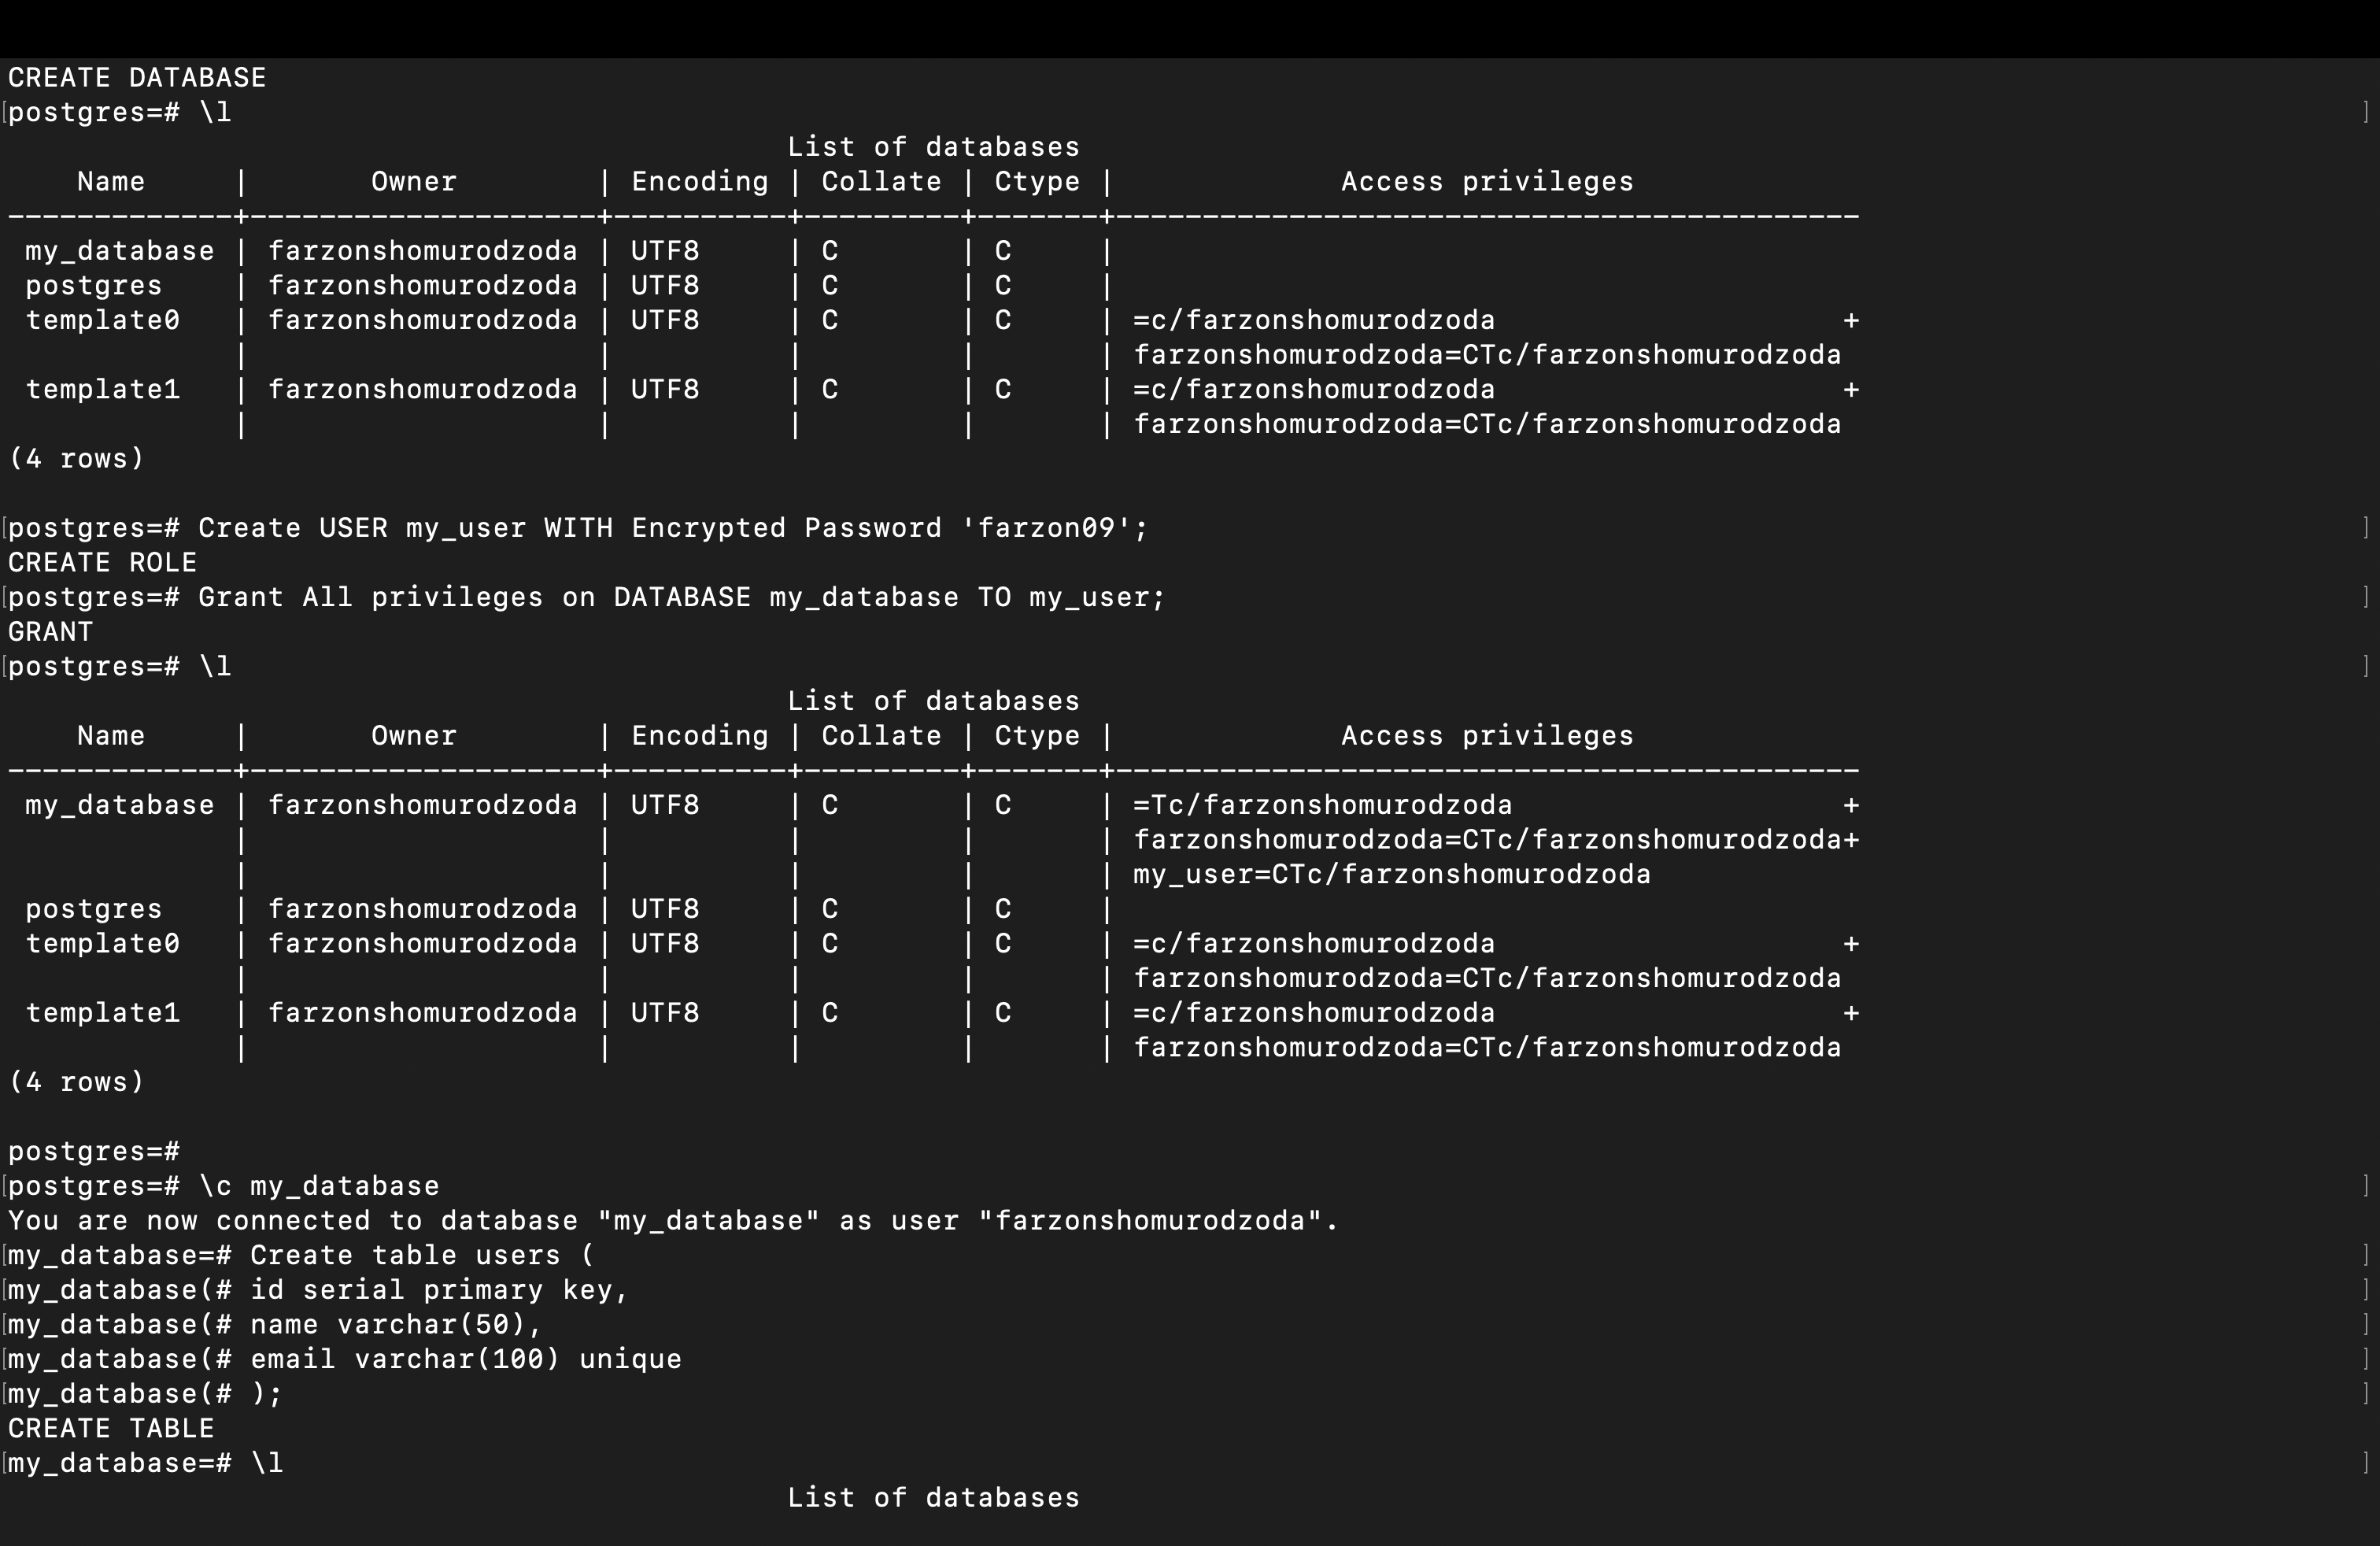 CREATE DATABASE
[postgres=# \l ]
List of databases
Name | Owner | Encoding | Collate | Ctype | Access privileges
-------------+---------------------+----------+---------+-------+-------------------------------------------
my_database | farzonshomurodzoda | UTF8 | C | C |
postgres | farzonshomurodzoda | UTF8 | C | C |
template0 | farzonshomurodzoda | UTF8 | C | C | =c/farzonshomurodzoda +
| | | | | farzonshomurodzoda=CTc/farzonshomurodzoda
template1 | farzonshomurodzoda | UTF8 | C | C | =c/farzonshomurodzoda +
| | | | | farzonshomurodzoda=CTc/farzonshomurodzoda
(4 rows)
[postgres=# Create USER my_user WITH Encrypted Password 'farzon09'; ]
CREATE ROLE
[postgres=# Grant All privileges on DATABASE my_database TO my_user; ]
GRANT
[postgres=# \l ]
List of databases
Name | Owner | Encoding | Collate | Ctype | Access privileges
-------------+---------------------+----------+---------+-------+-------------------------------------------
my_database | farzonshomurodzoda | UTF8 | C | C | =Tc/farzonshomurodzoda +
| | | | | farzonshomurodzoda=CTc/farzonshomurodzoda+
| | | | | my_user=CTc/farzonshomurodzoda
postgres | farzonshomurodzoda | UTF8 | C | C |
template0 | farzonshomurodzoda | UTF8 | C | C | =c/farzonshomurodzoda +
| | | | | farzonshomurodzoda=CTc/farzonshomurodzoda
template1 | farzonshomurodzoda | UTF8 | C | C | =c/farzonshomurodzoda +
| | | | | farzonshomurodzoda=CTc/farzonshomurodzoda
(4 rows)
postgres=#
[postgres=# \c my_database ]
You are now connected to database "my_database" as user "farzonshomurodzoda".
[my_database=# Create table users ( ]
[my_database(# id serial primary key, ]
[my_database(# name varchar(50), ]
[my_database(# email varchar(100) unique ]
[my_database(# ); ]
CREATE TABLE
[my_database=# \l ]
List of databases